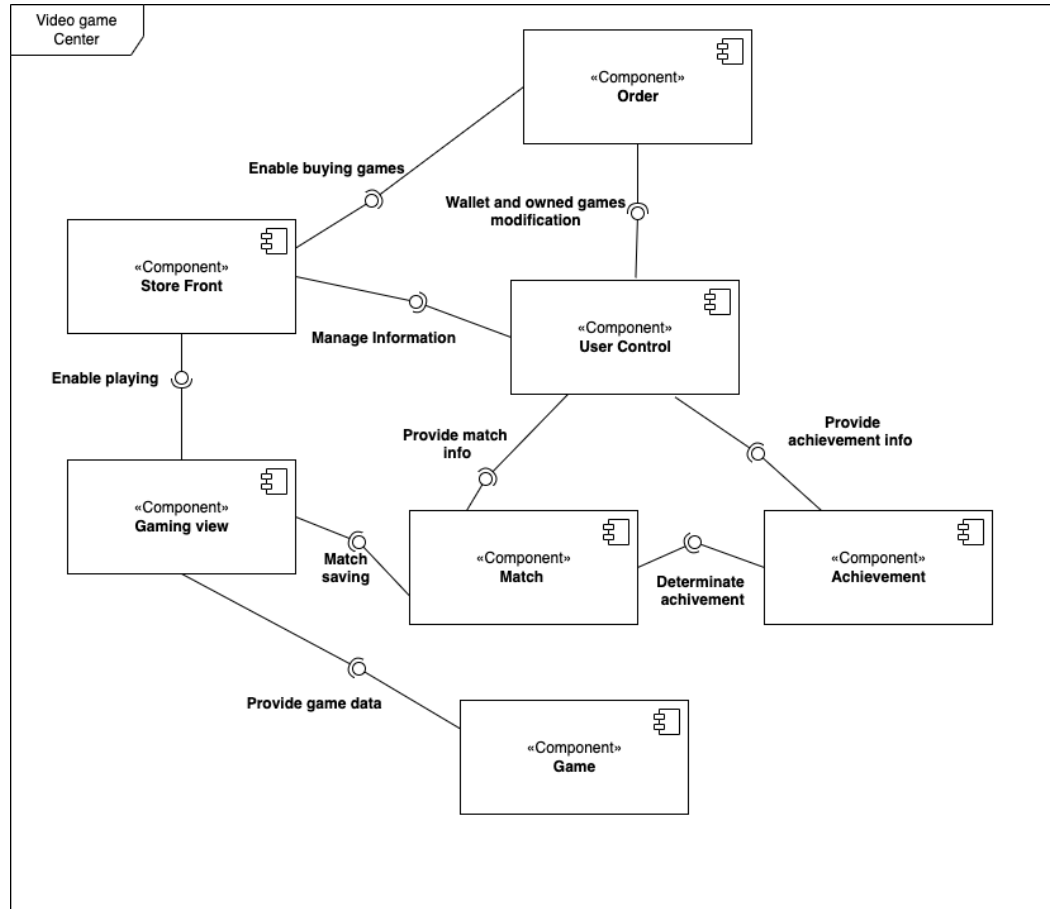 Video game
Center
«Component»
Order
Enable buying games
Wallet and owned games
modification
«Component»
Store Front
Manage Information
«Component»
User Control
Enable playing
Provide match
info
Provide
achievement info
«Component»
Gaming view
Match
saving
«Component»
Match
Determinate
achivement
«Component»
Achievement
Provide game data
«Component»
Game